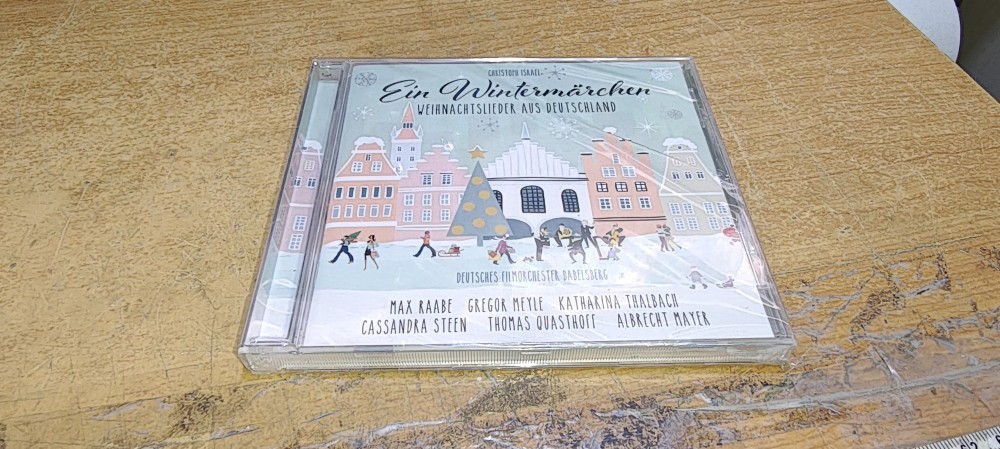 CHRISTOPH ISRAEL
Ein Wintermärchen
WEIHNACHTSLIEDER AUS DEUTSCHLAND
DEUTSCHES FILMORCHESTER BABELSBERG
MAX RAABE GREGOR MEYLE KATHARINA THALBACH
CASSANDRA STEEN THOMAS QUASTHOFF ALBRECHT MAYER